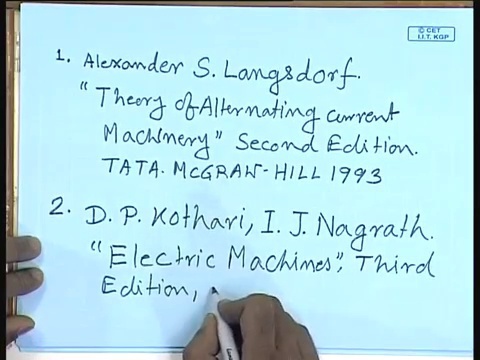 © CET
I.I.T. KGP
1. Alexander S. Langsdorf.
"Theory of Alternating current
Machinery" Second Edition.
TATA. McGRAW-HILL 1993
2. D. P. Kothari, I. J. Nagrath.
"Electric Machines", Third
Edition,